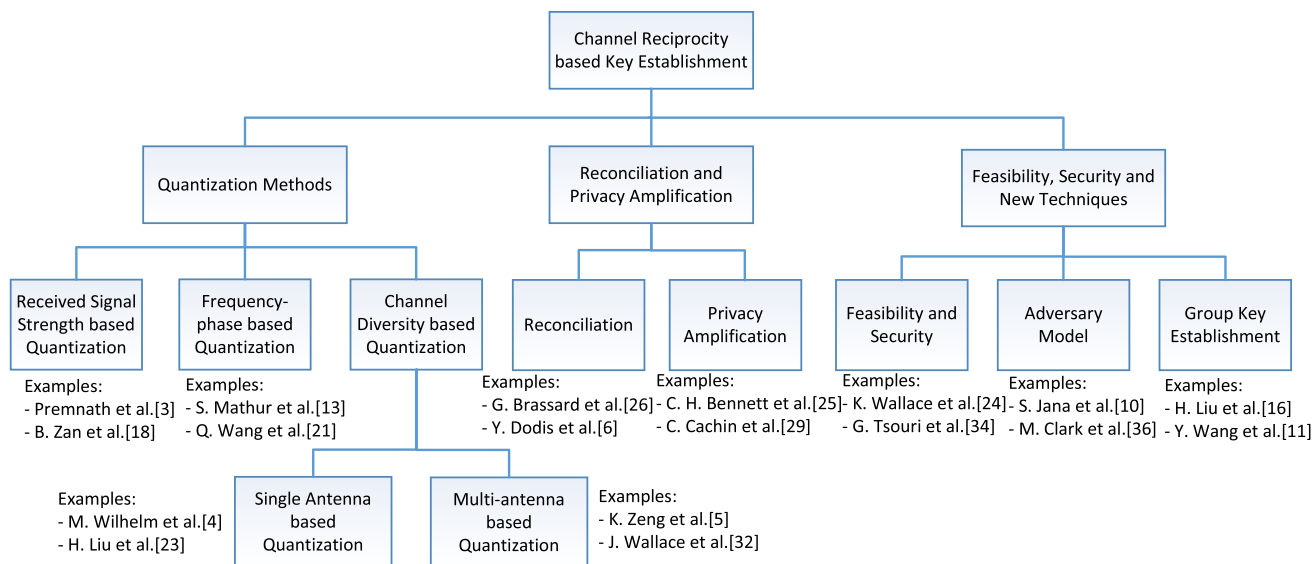 Channel Reciprocity
based Key Establishment
Quantization Methods
Reconciliation and
Privacy Amplification
Feasibility, Security and
New Techniques
Received Signal
Strength based
Quantization
Frequency-
phase based
Quantization
Channel
Diversity based
Quantization
Reconciliation
Privacy
Amplification
Feasibility and
Security
Adversary
Model
Group Key
Establishment
Examples:
- Premnath et al.[3]
- B. Zan et al.[18]
Examples:
- S. Mathur et al.[13]
- Q. Wang et al.[21]
Examples:
- G. Brassard et al.[26]
- Y. Dodis et al.[6]
Examples:
- C. H. Bennett et al.[25]
- C. Cachin et al.[29]
Examples:
- K. Wallace et al.[24]
- G. Tsouri et al.[34]
Examples:
- S. Jana et al.[10]
- M. Clark et al.[36]
Examples:
- H. Liu et al.[16]
- Y. Wang et al.[11]
Examples:
- M. Wilhelm et al.[4]
- H. Liu et al.[23]
Single Antenna
based
Quantization
Multi-antenna
based
Quantization
Examples:
- K. Zeng et al.[5]
- J. Wallace et al.[32]